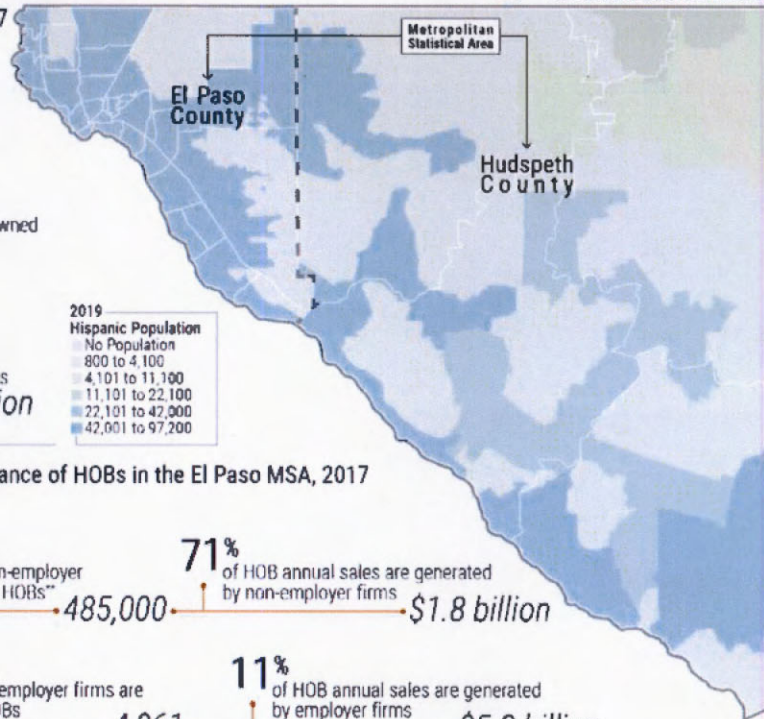 7
Metropolitan
Statistical Area
El Paso
County
Hudspeth
County
wned
2019
Hispanic Population
No Population
800 to 4,100
4,101 to 11,100
11,101 to 22,100
22,101 to 42,000
42,001 to 97,200
s
ion
ance of HOBs in the El Paso MSA, 2017
71%
n-employer
of HOB annual sales are generated
HOBs**
by non-employer firms
485,000
$1.8 billion
11%
employer firms are
of HOB annual sales are generated
OBs
by employer firms